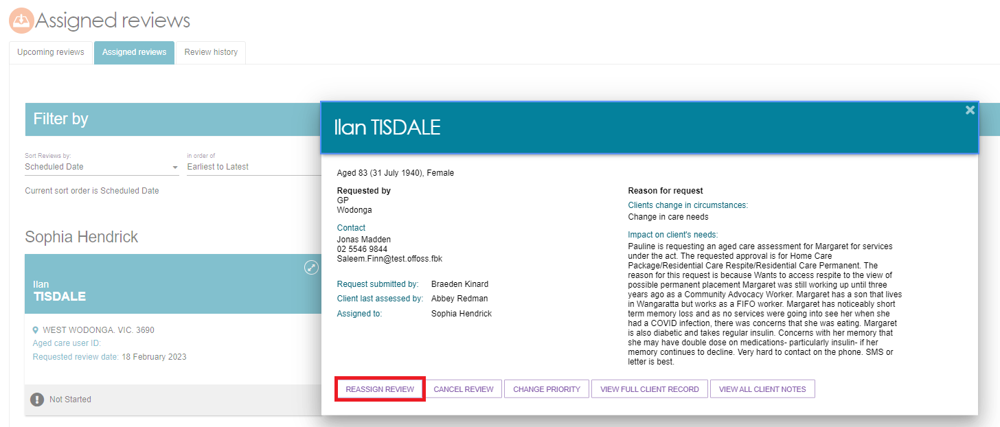 Assigned reviews
Upcoming reviews
Assigned reviews
Review history
Filter by
Sort Reviews by:
Scheduled Date
in order of
Earliest to Latest
Current sort order is Scheduled Date
Sophia Hendrick
Ilan
TISDALE
WEST WODONGA. VIC. 3690
Aged care user ID:
Requested review date: 18 February 2023
Not Started
Ilan TISDALE
Aged 83 (31 July 1940), Female
Requested by
GP
Wodonga
Contact
Jonas Madden
02 5546 9844
Saleem.Finn@test.offoss.fbk
Request submitted by: Braeden Kinard
Client last assessed by: Abbey Redman
Assigned to: Sophia Hendrick
Reason for request
Clients change in circumstances:
Change in care needs
Impact on client's needs:
Pauline is requesting an aged care assessment for Margaret for services
under the act. The requested approval is for Home Care
Package/Residential Care Respite/Residential Care Permanent. The
reason for this request is because Wants to access respite to the view of
possible permanent placement Margaret was still working up until three
years ago as a Community Advocacy Worker. Margaret has a son that lives
in Wangaratta but works as a FIFO worker. Margaret has noticeably short
term memory loss and as no services were going into see her when she
had a COVID infection, there was concerns that she was eating. Margaret
is also diabetic and takes regular insulin. Concerns with her memory that
she may have double dose on medications- particularly insulin- if her
memory continues to decline. Very hard to contact on the phone. SMS or
letter is best.
REASSIGN REVIEW
CANCEL REVIEW
CHANGE PRIORITY
VIEW FULL CLIENT RECORD
VIEW ALL CLIENT NOTES